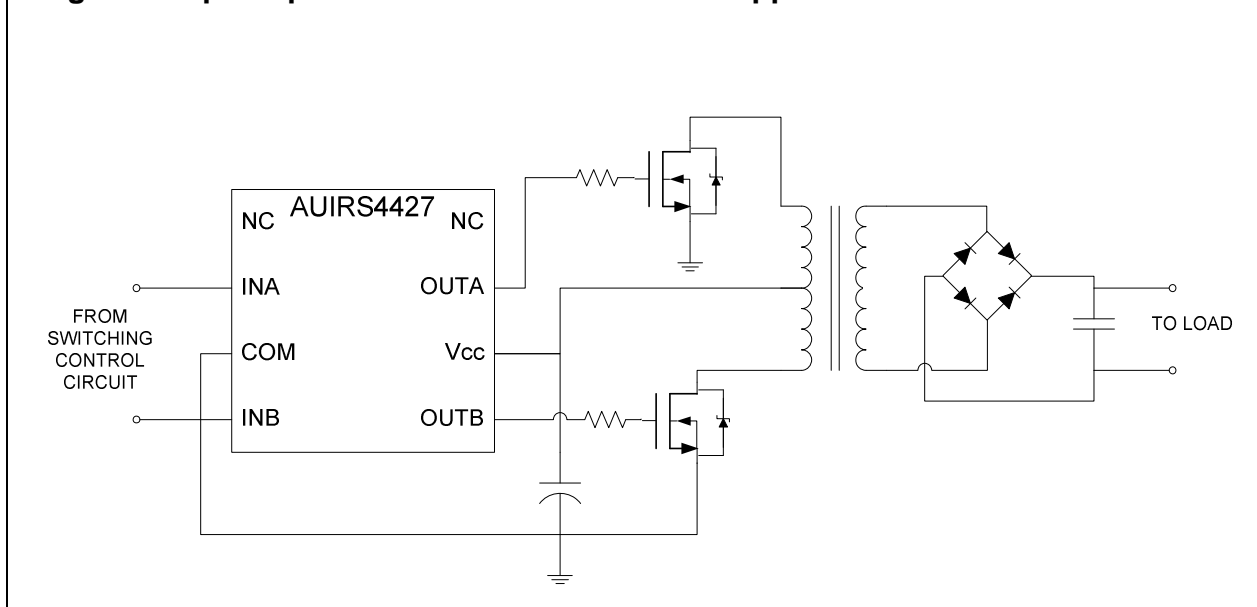 AUIRS4427
NC
NC
INA
OUTA
FROM
SWITCHING
CONTROL
CIRCUIT
COM
Vcc
INB
OUTB
TO LOAD